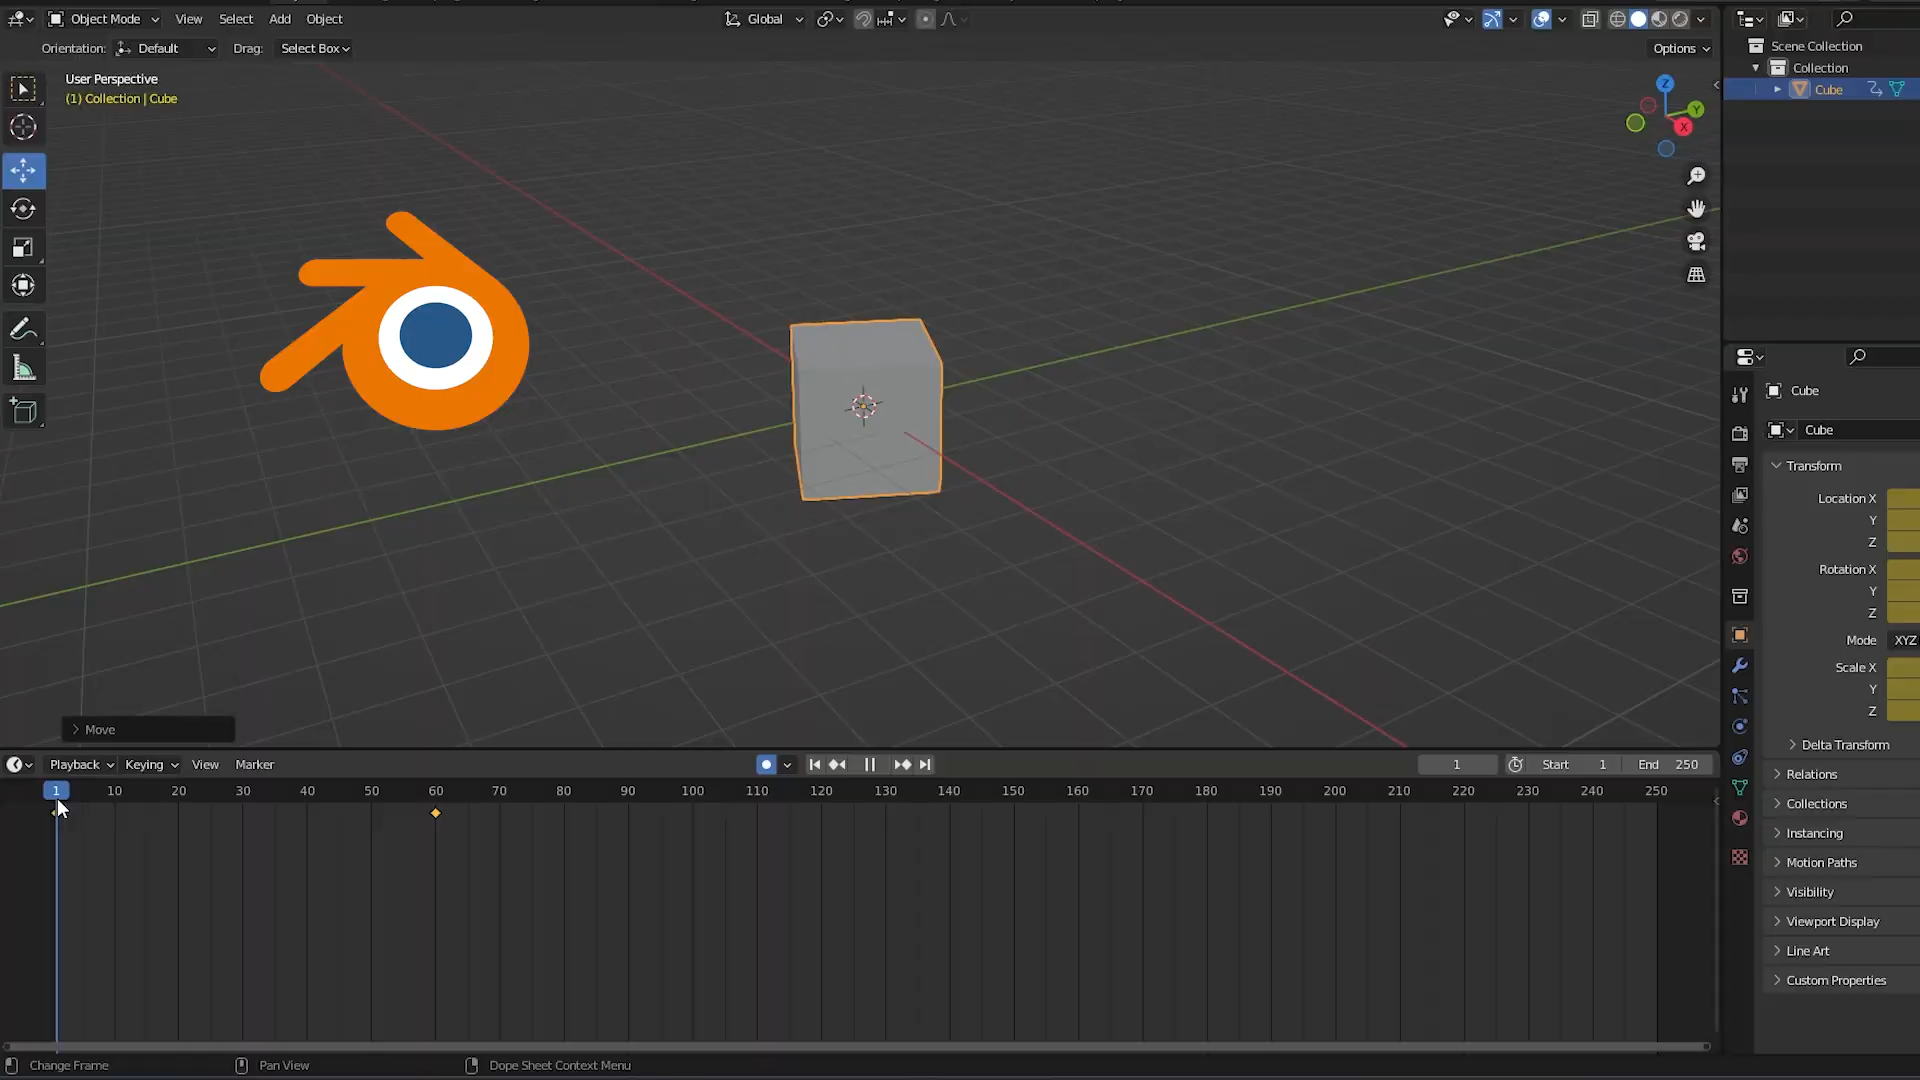 Object Mode View Select Add Object Global
Orientation: Default Drag: Select Box Options
User Perspective
(1) Collection | Cube
Z
Y
X
Scene Collection
Collection
Cube
Cube
Cube
Transform
Location X
Y
Z
Rotation X
Y
Z
Mode XYZ
Scale X
Y
Z
Delta Transform
Relations
Collections
Instancing
Motion Paths
Visibility
Viewport Display
Line Art
Custom Properties
Move
Playback Keying View Marker 1 Start 1 End 250
1 10 20 30 40 50 60 70 80 90 100 110 120 130 140 150 160 170 180 190 200 210 220 230 240 250
Change Frame Pan View Dope Sheet Context Menu